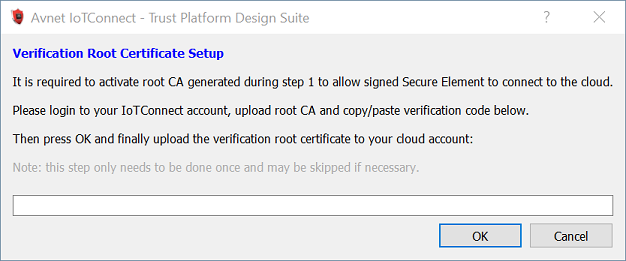 Avnet IoTConnect - Trust Platform Design Suite
Verification Root Certificate Setup
It is required to activate root CA generated during step 1 to allow signed Secure Element to connect to the cloud.
Please login to your IoTConnect account, upload root CA and copy/paste verification code below.
Then press OK and finally upload the verification root certificate to your cloud account:
Note: this step only needs to be done once and may be skipped if necessary.
OK
Cancel